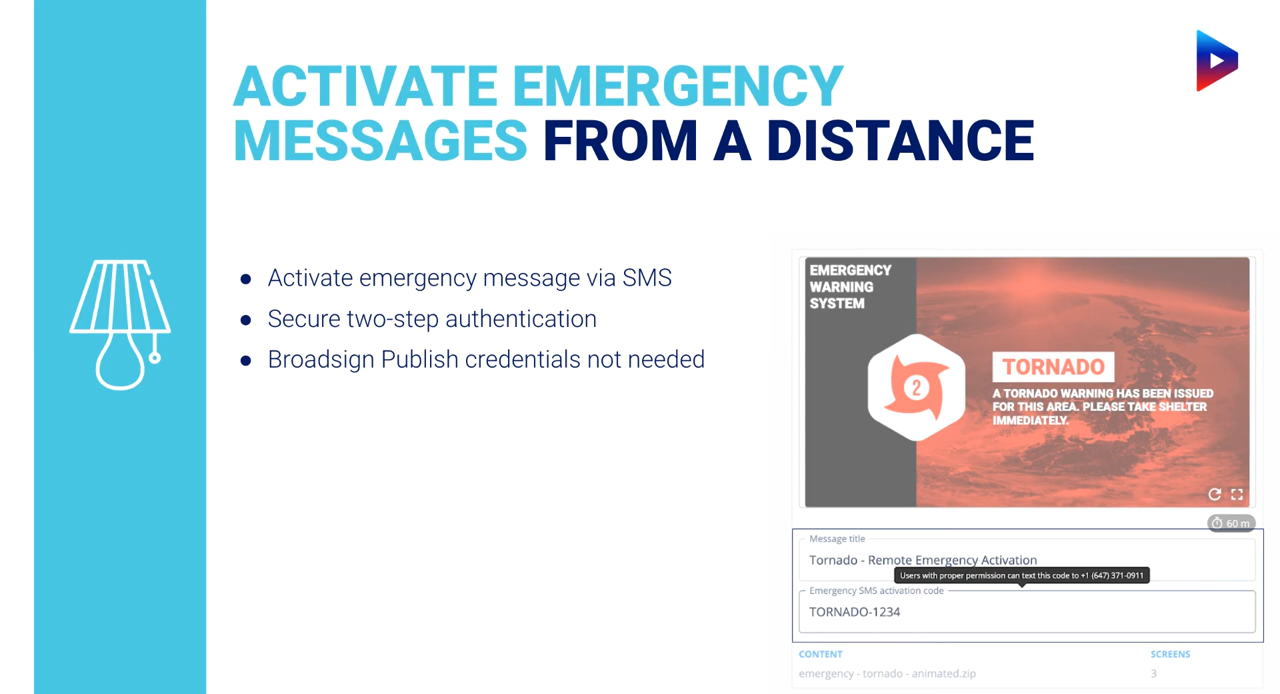 ACTIVATE EMERGENCY
MESSAGES FROM A DISTANCE
● Activate emergency message via SMS
● Secure two-step authentication
● Broadsign Publish credentials not needed
EMERGENCY
WARNING
SYSTEM
2
TORNADO
A TORNADO WARNING HAS BEEN ISSUED
FOR THIS AREA. PLEASE TAKE SHELTER
IMMEDIATELY.
60 m
Message title
Tornado - Remote Emergency Activation
Users with proper permission can text this code to +1 (647) 371-0911
Emergency SMS activation code
TORNADO-1234
CONTENT SCREENS
emergency - tornado - animated.zip 3